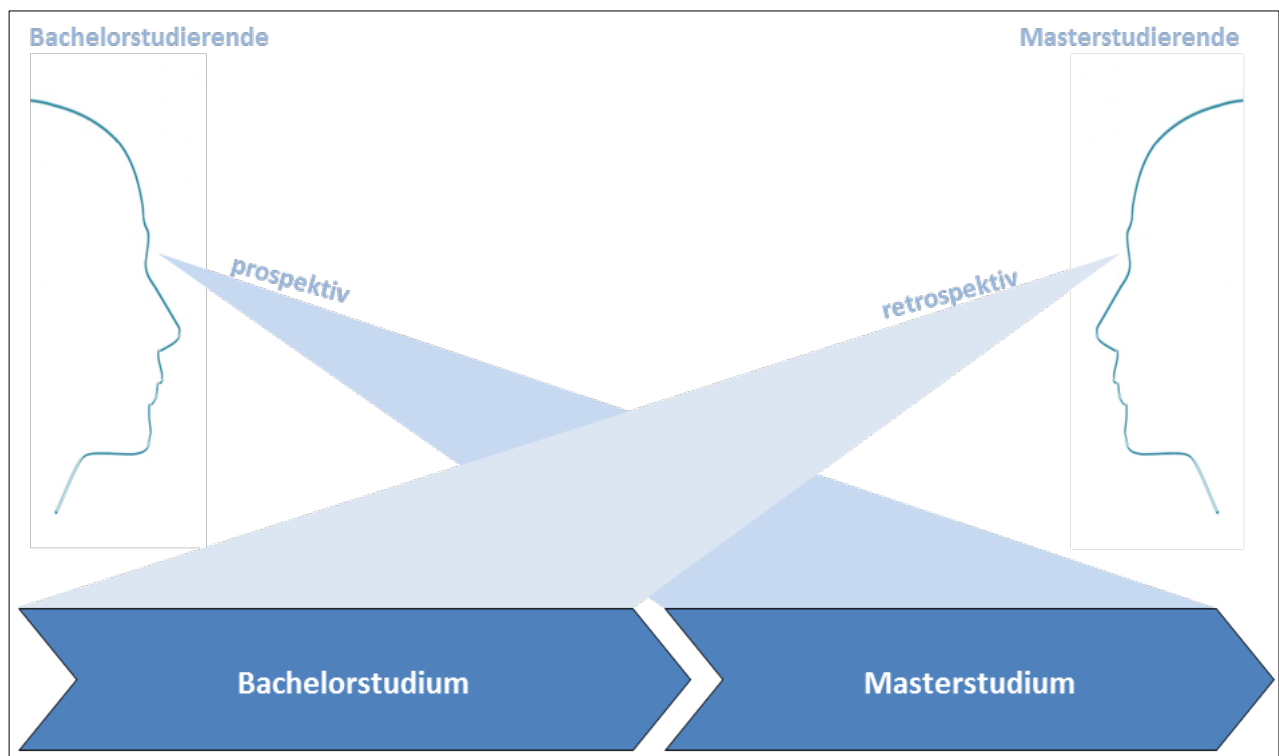 Bachelorstudierende
Masterstudierende
prospektiv
retrospektiv
Bachelorstudium
Masterstudium